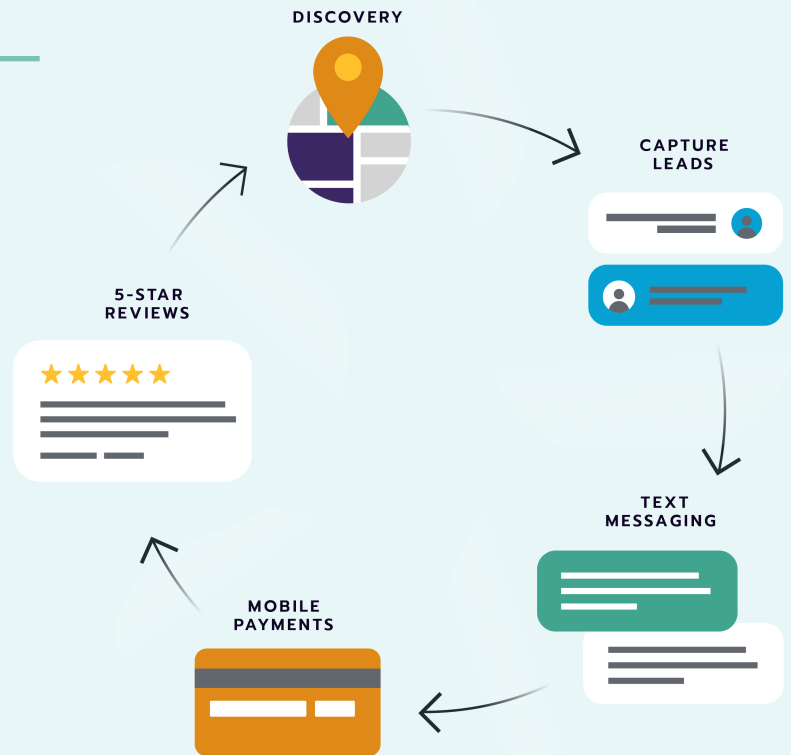 DISCOVERY
CAPTURE
LEADS
TEXT
MESSAGING
MOBILE
PAYMENTS
5-STAR
REVIEWS